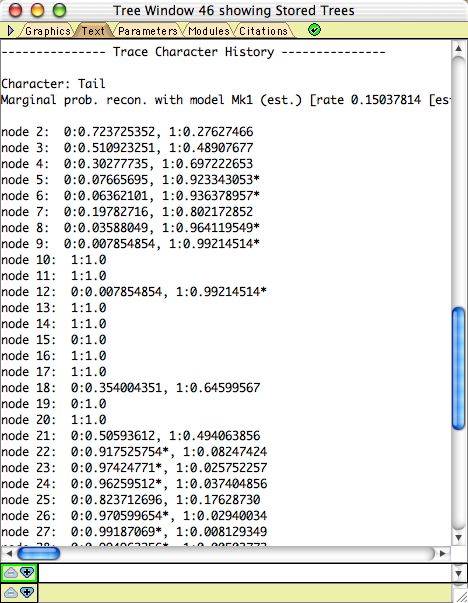 Tree Window 46 showing Stored Trees
Graphics Text Parameters Modules Citations
-------------- Trace Character History --------------
Character: Tail
Marginal prob. recon. with model Mk1 (est.) [rate 0.15037814 [es
node 2: 0:0.723725352, 1:0.27627466
node 3: 0:0.510923251, 1:0.48907677
node 4: 0:0.30277735, 1:0.697222653
node 5: 0:0.07665695, 1:0.923343053*
node 6: 0:0.06362101, 1:0.936378957*
node 7: 0:0.19782716, 1:0.802172852
node 8: 0:0.03588049, 1:0.964119549*
node 9: 0:0.007854854, 1:0.99214514*
node 10: 1:1.0
node 11: 1:1.0
node 12: 0:0.007854854, 1:0.99214514*
node 13: 1:1.0
node 14: 1:1.0
node 15: 0:1.0
node 16: 1:1.0
node 17: 1:1.0
node 18: 0:0.354004351, 1:0.64599567
node 19: 0:1.0
node 20: 1:1.0
node 21: 0:0.50593612, 1:0.494063856
node 22: 0:0.917525754*, 1:0.08247424
node 23: 0:0.97424771*, 1:0.025752257
node 24: 0:0.96259512*, 1:0.037404856
node 25: 0:0.823712696, 1:0.17628730
node 26: 0:0.970599654*, 1:0.02940034
node 27: 0:0.99187069*, 1:0.008129349